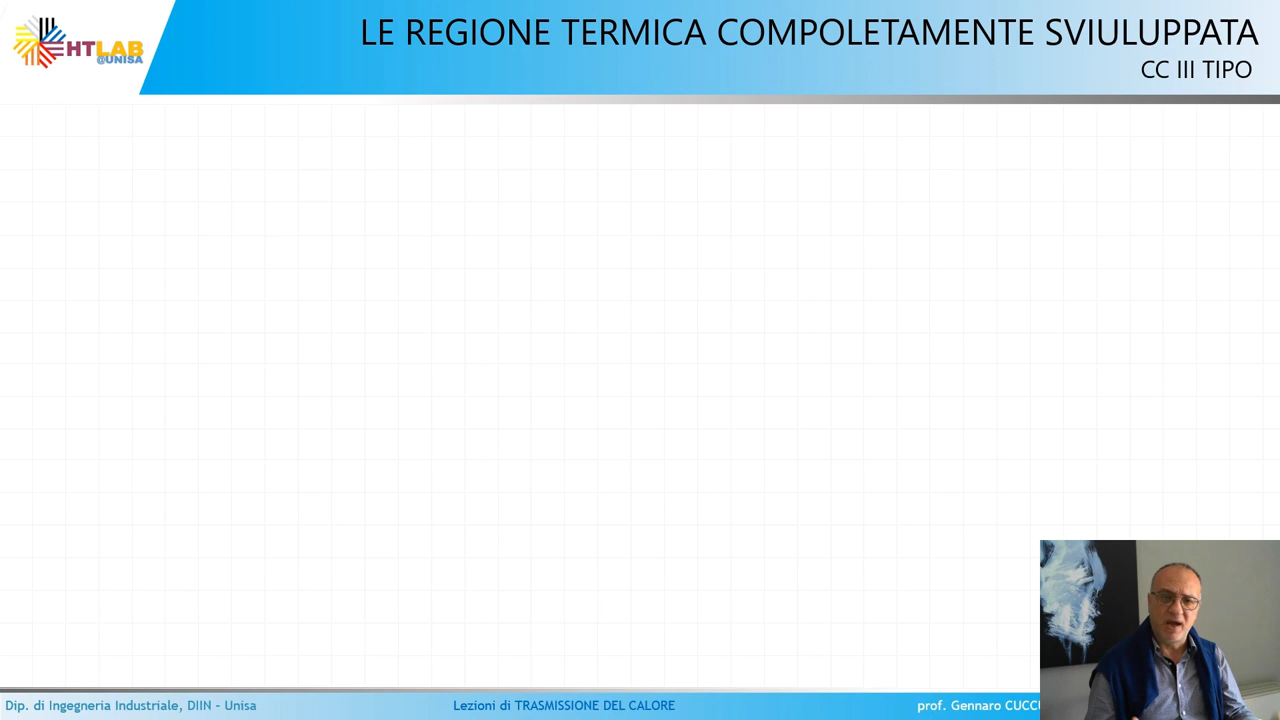 HTLAB
@UNISA
LE REGIONE TERMICA COMPOLETAMENTE SVIULUPPATA
CC III TIPO
Dip. di Ingegneria Industriale, DIIN - Unisa
Lezioni di TRASMISSIONE DEL CALORE
prof. Gennaro